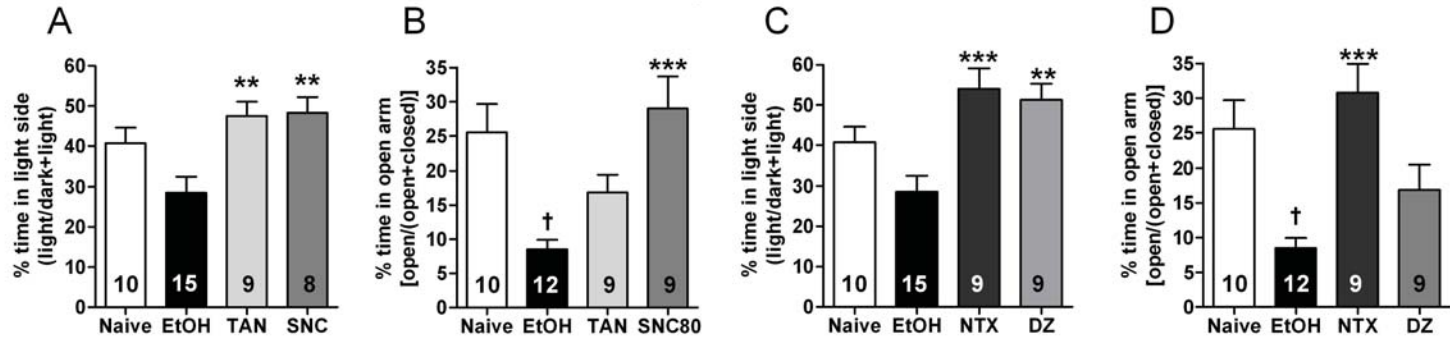 A
% time in light side
(light/dark+light)
60
50
40
30
20
10
0
** **
10 15 9 8
Naive EtOH TAN SNC
B
% time in open arm
[open/(open+closed)]
35
30
25
20
15
10
5
0
† ***
10 12 9 9
Naive EtOH TAN SNC80
C
% time in light side
(light/dark+light)
60
50
40
30
20
10
0
*** **
10 15 9 9
Naive EtOH NTX DZ
D
% time in open arm
[open/(open+closed)]
35
30
25
20
15
10
5
0
† ***
10 12 9 9
Naive EtOH NTX DZ